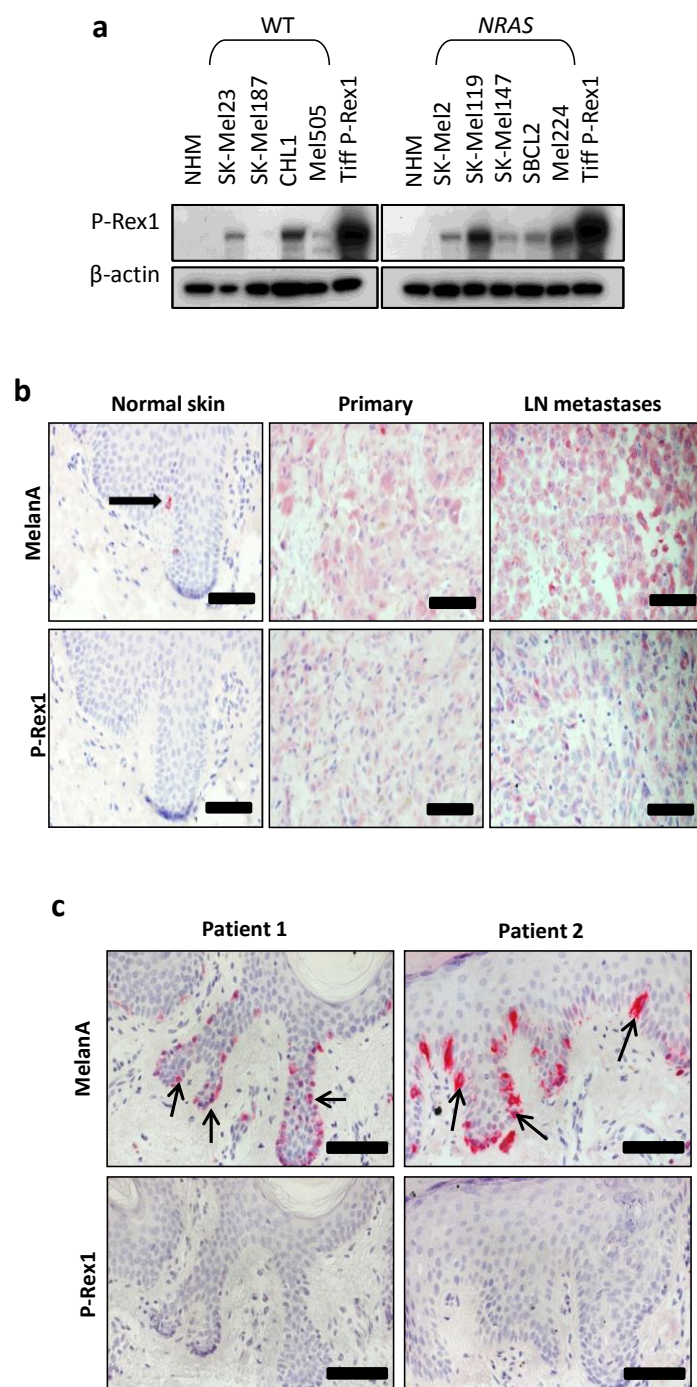 a
WT
NRAS
NHM
SK-Mel23
SK-Mel187
CHL1
Mel505
Tiff P-Rex1
NHM
SK-Mel2
SK-Mel119
SK-Mel147
SBCL2
Mel224
Tiff P-Rex1
P-Rex1
β-actin
b
Normal skin
Primary
LN metastases
MelanA
P-Rex1
c
Patient 1
Patient 2
MelanA
P-Rex1